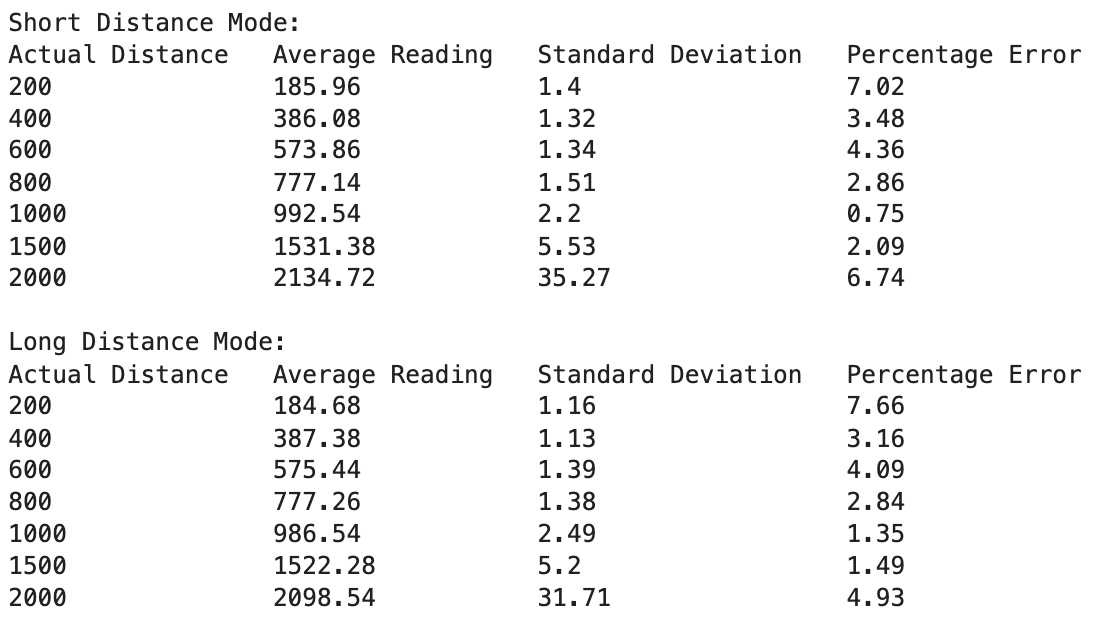 Short Distance Mode:
Actual Distance   Average Reading   Standard Deviation   Percentage Error
200               185.96            1.4                  7.02
400               386.08            1.32                 3.48
600               573.86            1.34                 4.36
800               777.14            1.51                 2.86
1000              992.54            2.2                  0.75
1500              1531.38           5.53                 2.09
2000              2134.72           35.27                6.74

Long Distance Mode:
Actual Distance   Average Reading   Standard Deviation   Percentage Error
200               184.68            1.16                 7.66
400               387.38            1.13                 3.16
600               575.44            1.39                 4.09
800               777.26            1.38                 2.84
1000              986.54            2.49                 1.35
1500              1522.28           5.2                  1.49
2000              2098.54           31.71                4.93